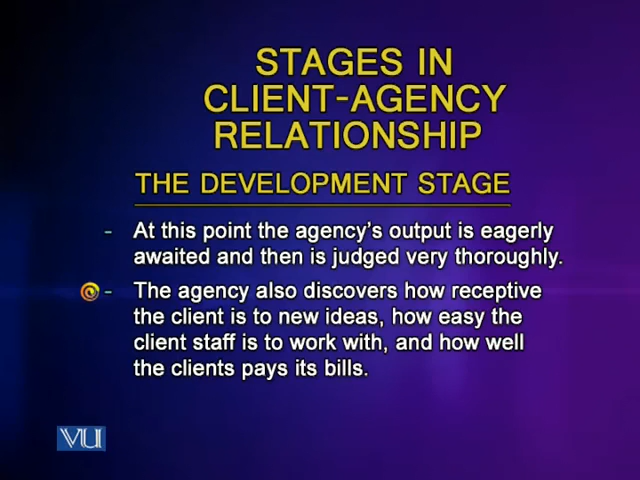 STAGES IN
CLIENT-AGENCY
RELATIONSHIP
THE DEVELOPMENT STAGE
- At this point the agency's output is eagerly
awaited and then is judged very thoroughly.
- The agency also discovers how receptive
the client is to new ideas, how easy the
client staff is to work with, and how well
the clients pays its bills.
VU